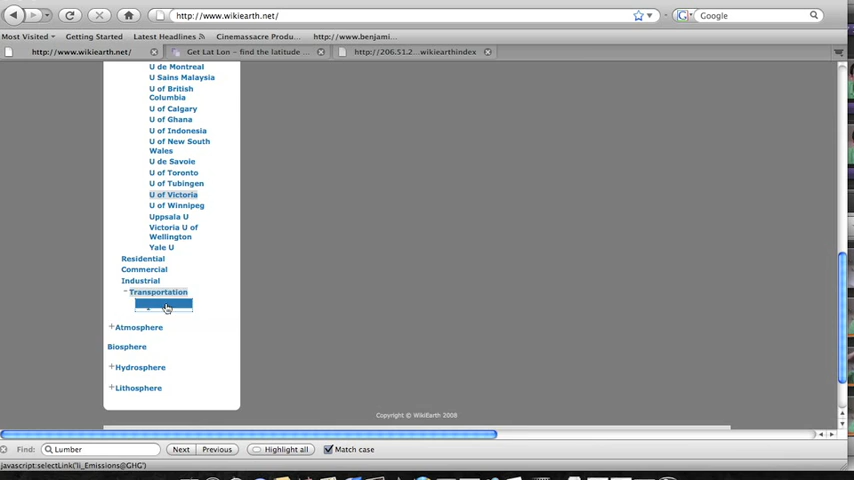 http://www.wikiearth.net/
Google
Most Visited
Getting Started
Latest Headlines
Cinemassacre Produ...
http://www.benjami...
http://www.wikiearth.net/
Get Lat Lon - find the latitude ...
http://206.51.2...wikiearthindex
U de Montreal
U Sains Malaysia
U of British
Columbia
U of Calgary
U of Ghana
U of Indonesia
U of New South
Wales
U de Savoie
U of Toronto
U of Tubingen
U of Victoria
U of Winnipeg
Uppsala U
Victoria U of
Wellington
Yale U
Residential
Commercial
Industrial
Transportation
Atmosphere
Biosphere
Hydrosphere
Lithosphere
Copyright © WikiEarth 2008
Find: Lumber Next Previous Highlight all Match case
javascript:selectLink('li_Emissions@GHG')